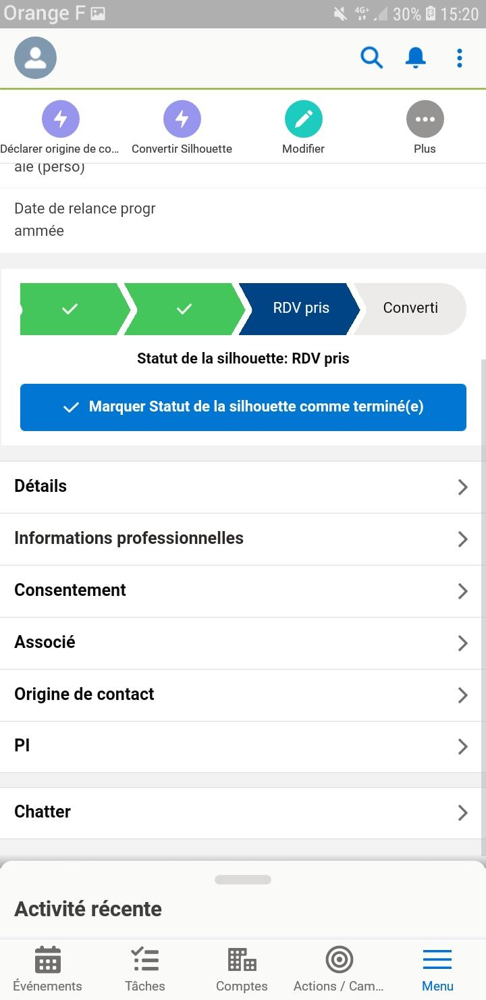 Orange F
4G+ 30% 15:20
Déclarer origine de co...
Convertir Silhouette
Modifier
Plus
ale (perso)
Date de relance progr
ammée
RDV pris
Converti
Statut de la silhouette: RDV pris
Marquer Statut de la silhouette comme terminé(e)
Détails
Informations professionnelles
Consentement
Associé
Origine de contact
PI
Chatter
Activité récente
Événements
Tâches
Comptes
Actions / Cam...
Menu